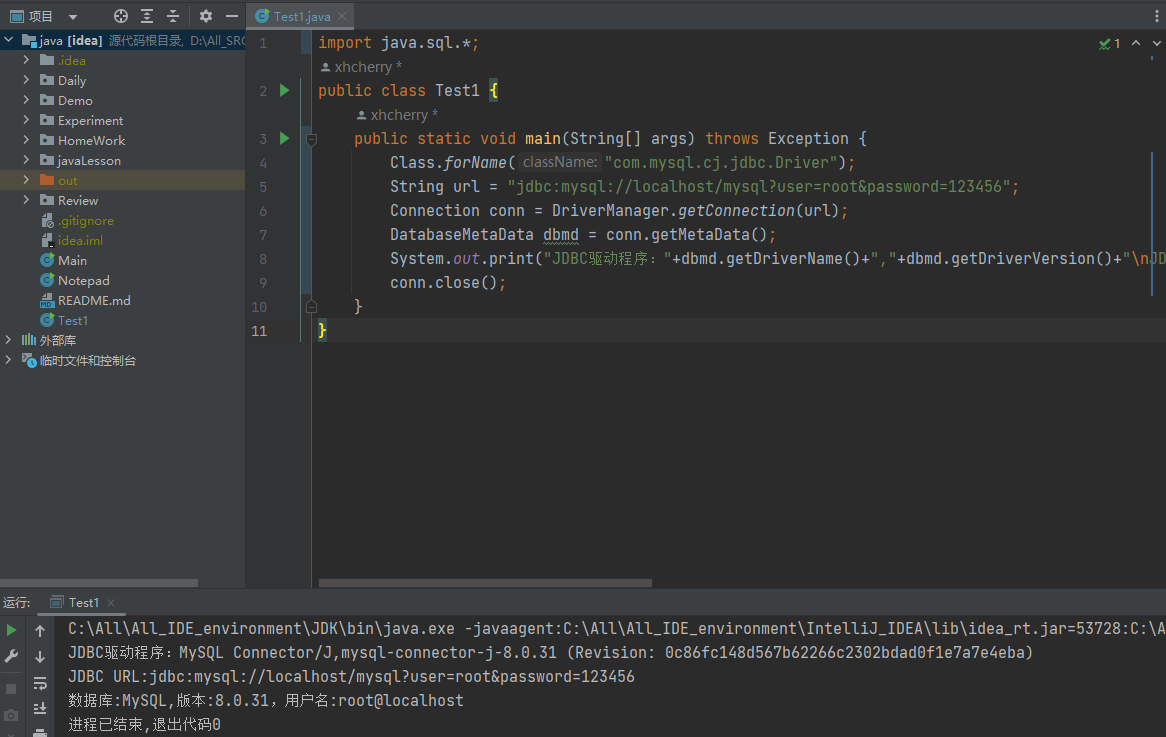 项目
Test1.java
java [idea] 源代码根目录, D:\All_SRC
.idea
Daily
Demo
Experiment
HomeWork
javaLesson
out
Review
.gitignore
idea.iml
Main
Notepad
README.md
Test1
外部库
临时文件和控制台
1 import java.sql.*;
xhcherry *
2 public class Test1 {
xhcherry *
3 public static void main(String[] args) throws Exception {
4 Class.forName( className: "com.mysql.cj.jdbc.Driver");
5 String url = "jdbc:mysql://localhost/mysql?user=root&password=123456";
6 Connection conn = DriverManager.getConnection(url);
7 DatabaseMetaData dbmd = conn.getMetaData();
8 System.out.print("JDBC驱动程序："+dbmd.getDriverName()+","+dbmd.getDriverVersion()+"\nJD
9 conn.close();
10 }
11 }
1
运行:
Test1
C:\All\All_IDE_environment\JDK\bin\java.exe -javaagent:C:\All\All_IDE_environment\IntelliJ_IDEA\lib\idea_rt.jar=53728:C:\A
JDBC驱动程序：MySQL Connector/J,mysql-connector-j-8.0.31 (Revision: 0c86fc148d567b62266c2302bdad0f1e7a7e4eba)
JDBC URL:jdbc:mysql://localhost/mysql?user=root&password=123456
数据库:MySQL,版本:8.0.31，用户名:root@localhost
进程已结束,退出代码0